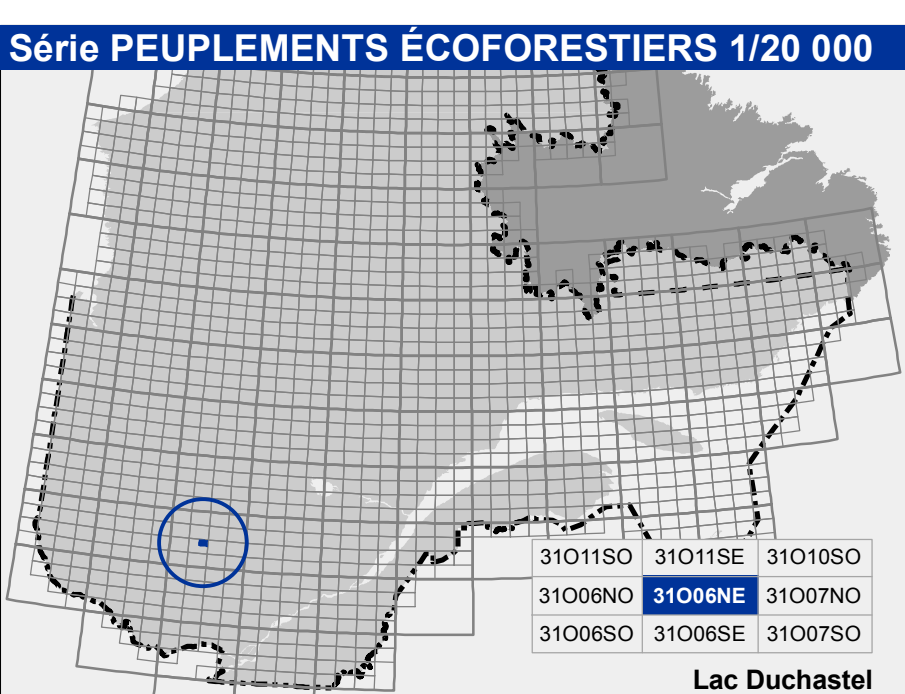 Série PEUPLEMENTS ÉCOFORESTIERS 1/20 000
31O11SO 31O11SE 31O10SO
31O06NO 31O06NE 31O07NO
31O06SO 31O06SE 31O07SO
Lac Duchastel